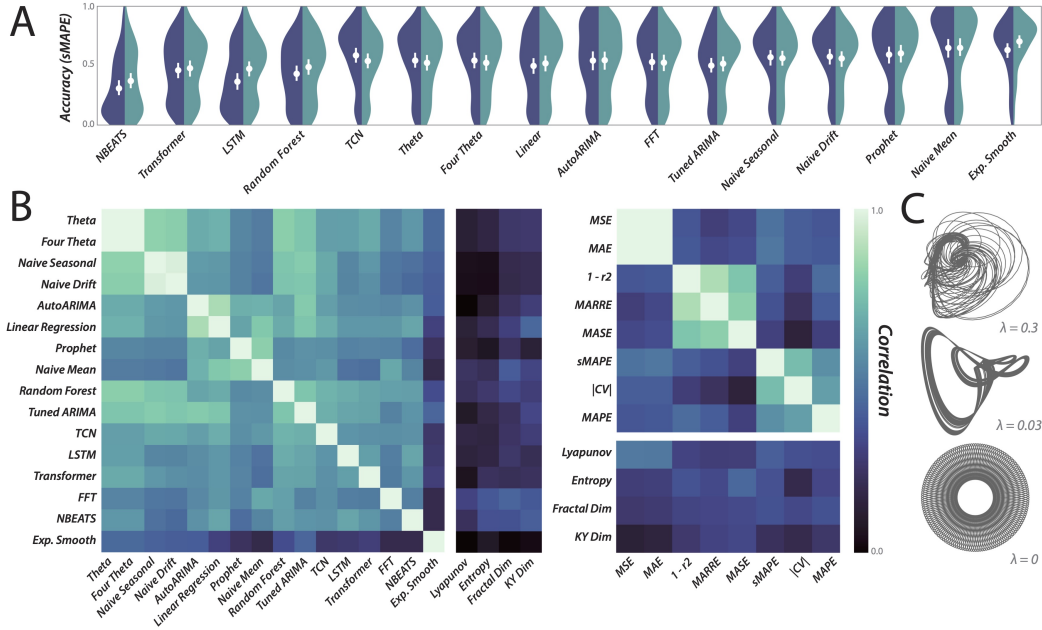 A
Accuracy (sMAPE)
1.0
0.5
0.0
NBEATS
Transformer
LSTM
Random Forest
TCN
Theta
Four Theta
Linear
AutoARIMA
FFT
Tuned ARIMA
Naive Seasonal
Naive Drift
Prophet
Naive Mean
Exp. Smooth
B
Theta
Four Theta
Naive Seasonal
Naive Drift
AutoARIMA
Linear Regression
Prophet
Naive Mean
Random Forest
Tuned ARIMA
TCN
LSTM
Transformer
FFT
NBEATS
Exp. Smooth
Theta
Four Theta
Naive Seasonal
Naive Drift
AutoARIMA
Linear Regression
Prophet
Naive Mean
Random Forest
Tuned ARIMA
TCN
LSTM
Transformer
FFT
NBEATS
Exp. Smooth
Lyapunov
Entropy
Fractal Dim
KY Dim
MSE
MAE
1 - r2
MARRE
MASE
sMAPE
|CV|
MAPE
Lyapunov
Entropy
Fractal Dim
KY Dim
MSE
MAE
1 - r2
MARRE
MASE
sMAPE
|CV|
MAPE
1.0
Correlation
0.0
C
λ = 0.3
λ = 0.03
λ = 0